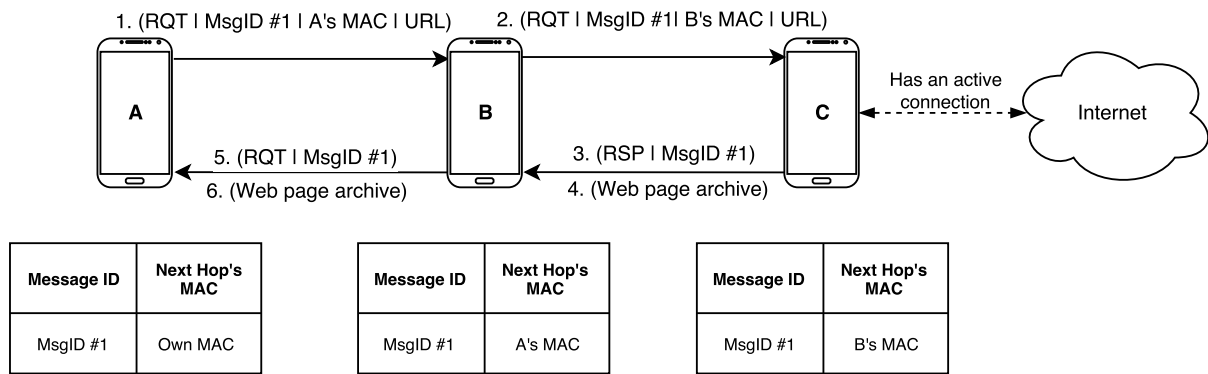 1. (RQT | MsgID #1 | A's MAC | URL)
2. (RQT | MsgID #1| B's MAC | URL)
A
B
C
Has an active
connection
Internet
5. (RQT | MsgID #1)
6. (Web page archive)
3. (RSP | MsgID #1)
4. (Web page archive)
Message ID
Next Hop's
MAC
MsgID #1
Own MAC
Message ID
Next Hop's
MAC
MsgID #1
A's MAC
Message ID
Next Hop's
MAC
MsgID #1
B's MAC